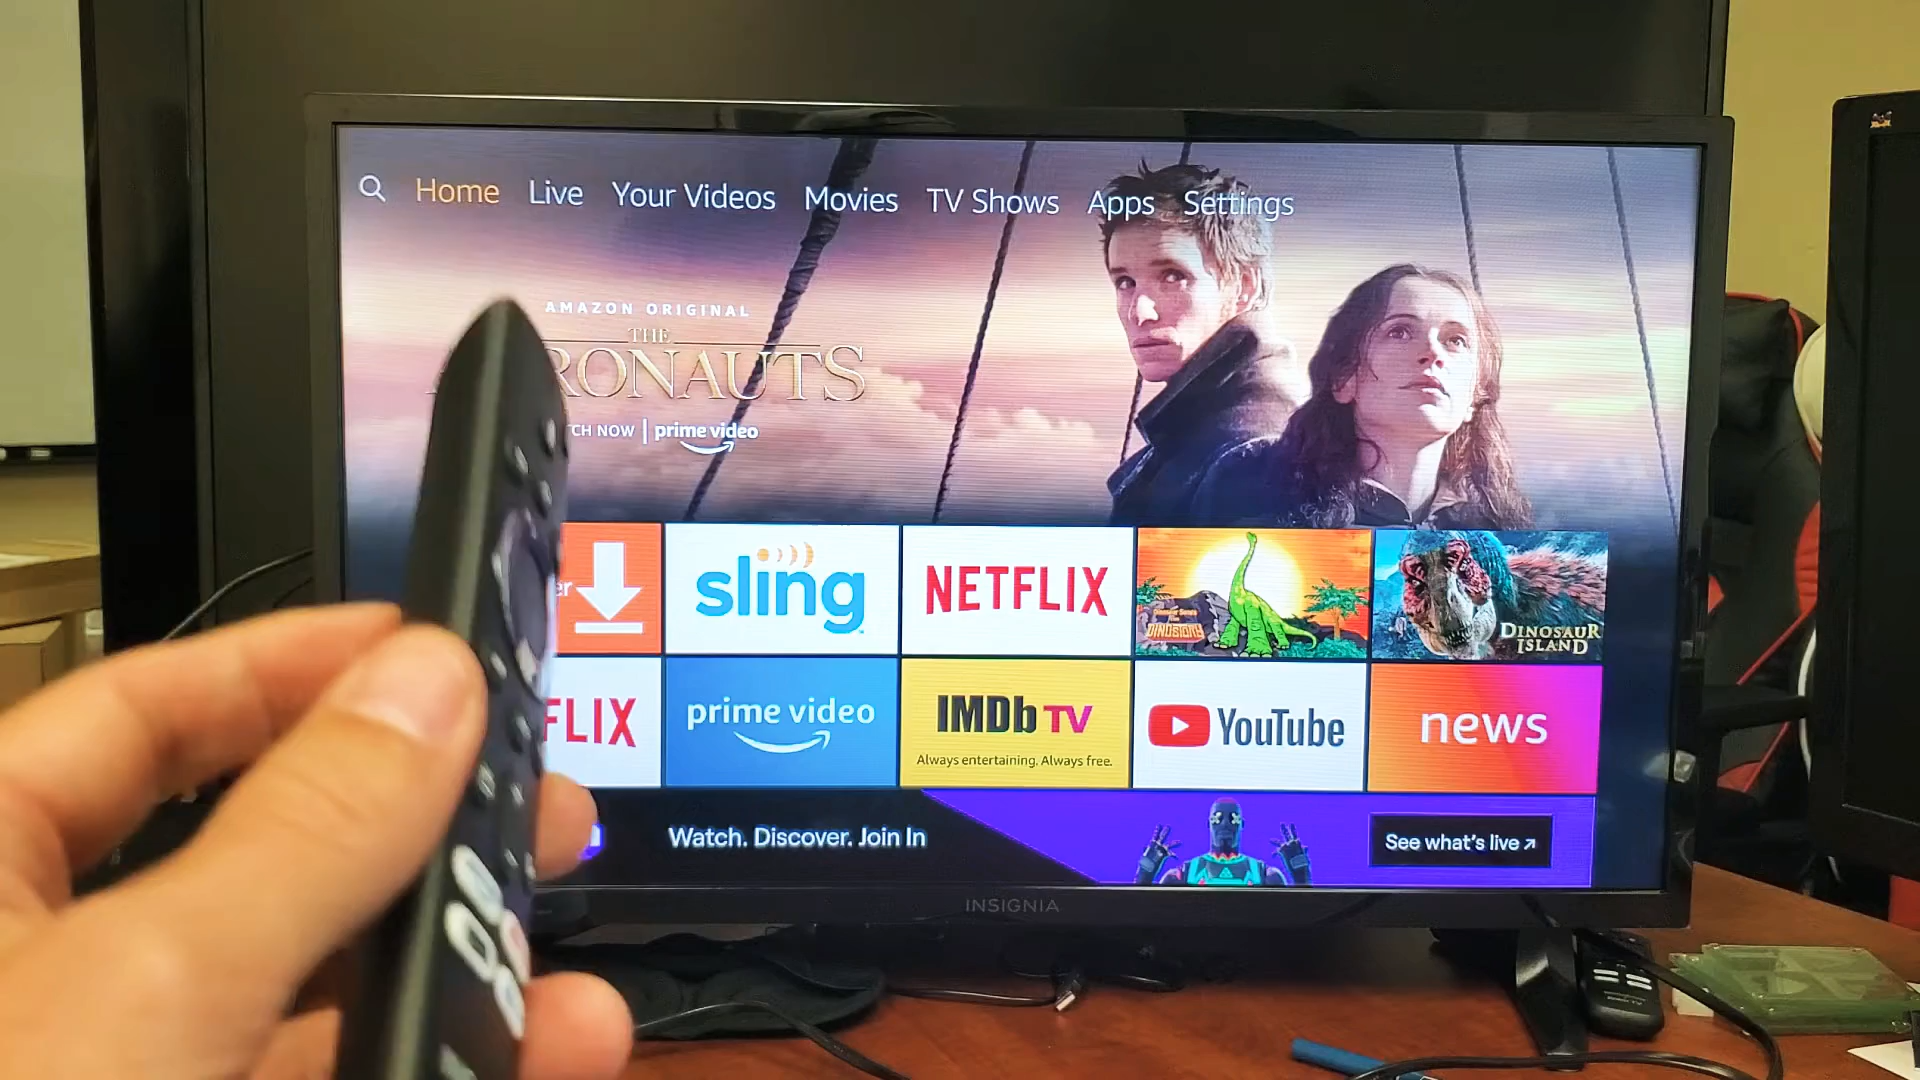 Home Live Your Videos Movies TV Shows Apps Settings
AMAZON ORIGINAL
THE
RONAUTS
CH NOW | prime video
er
sling
NETFLIX
DINOSAUR
ISLAND
FLIX
prime video
IMDb TV
Always entertaining. Always free.
YouTube
news
Watch. Discover. Join In
See what's live
INSIGNIA